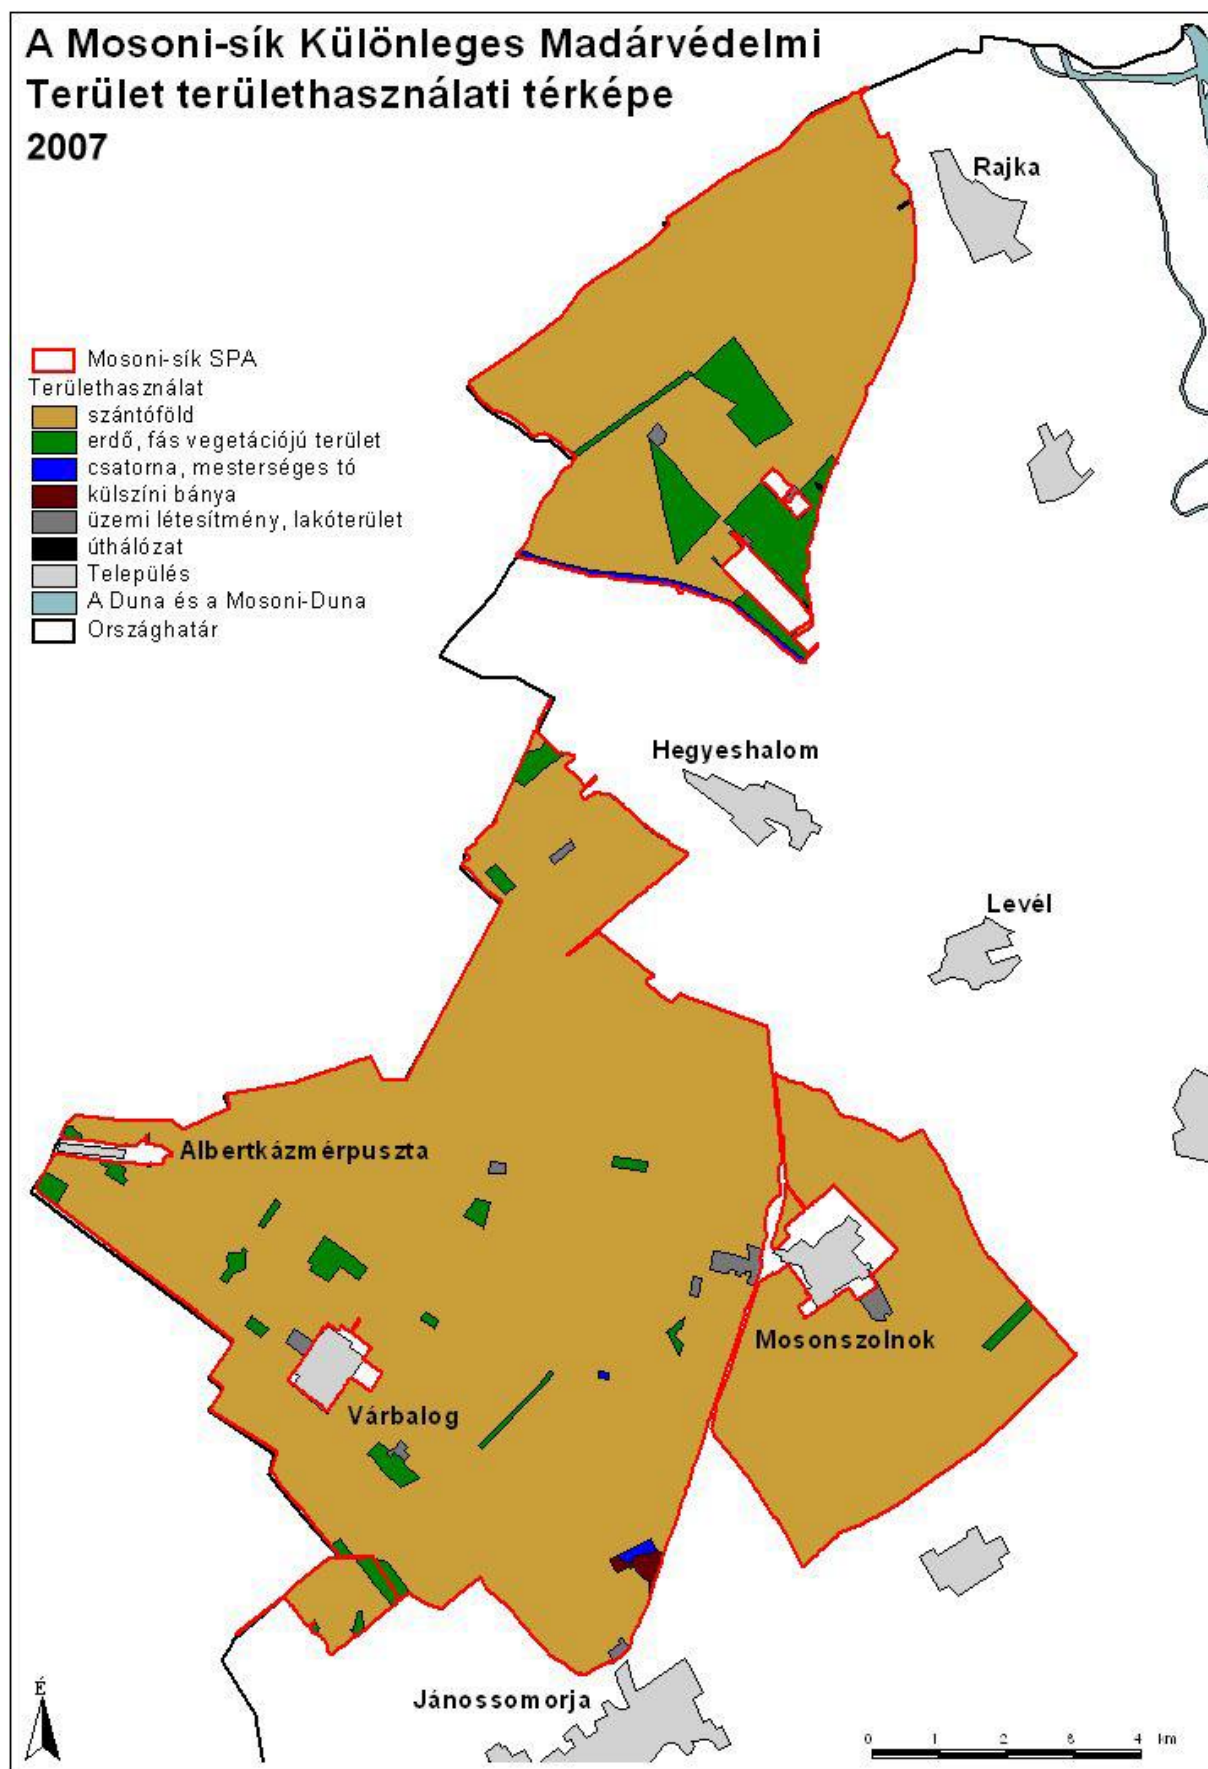 A Mosoni-sík Különleges Madárvédelmi
Terület területhasználati térképe
2007
Rajka
Mosoni-sík SPA
Területhasználat
szántóföld
erdő, fás vegetációjú terület
csatorna, mesterséges tó
külszíni bánya
üzemi létesítmény, lakóterület
úthálózat
Település
A Duna és a Mosoni-Duna
Országhatár
Hegyeshalom
Levél
Albertkázmérpuszta
Mosonszolnok
Várbalog
Jánossomorja
É
0 1 2 3 4 km